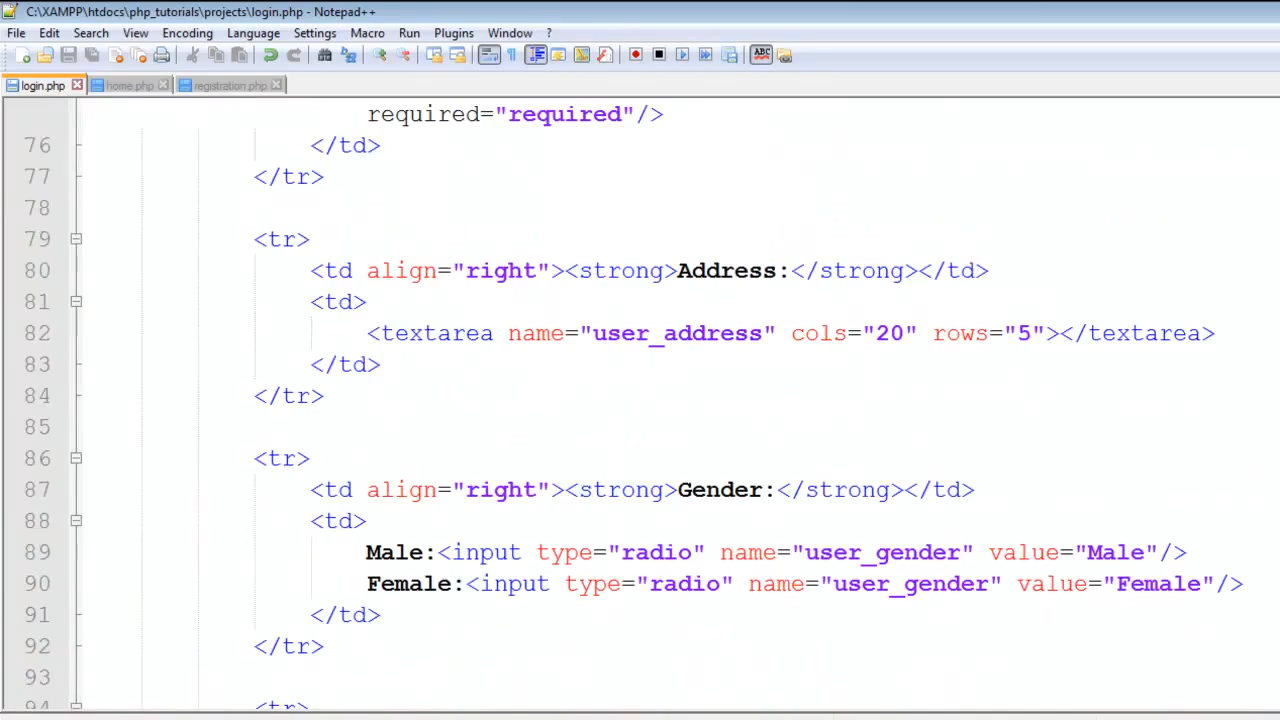 C:\XAMPP\htdocs\php_tutorials\projects\login.php - Notepad++
File Edit Search View Encoding Language Settings Macro Run Plugins Window ?
ABC
login.php home.php registration.php
required="required"/>
76 </td>
77 </tr>
78
79 <tr>
80 <td align="right"><strong>Address:</strong></td>
81 <td>
82 <textarea name="user_address" cols="20" rows="5"></textarea>
83 </td>
84 </tr>
85
86 <tr>
87 <td align="right"><strong>Gender:</strong></td>
88 <td>
89 Male:<input type="radio" name="user_gender" value="Male"/>
90 Female:<input type="radio" name="user_gender" value="Female"/>
91 </td>
92 </tr>
93
94 <tr>